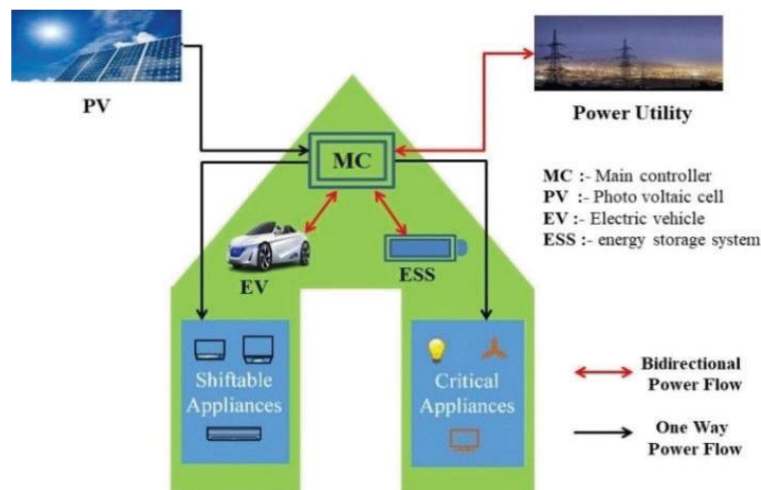 PV
Power Utility
MC
MC :- Main controller
PV :- Photo voltaic cell
EV :- Electric vehicle
ESS :- energy storage system
EV
ESS
Shiftable
Appliances
Critical
Appliances
Bidirectional
Power Flow
One Way
Power Flow